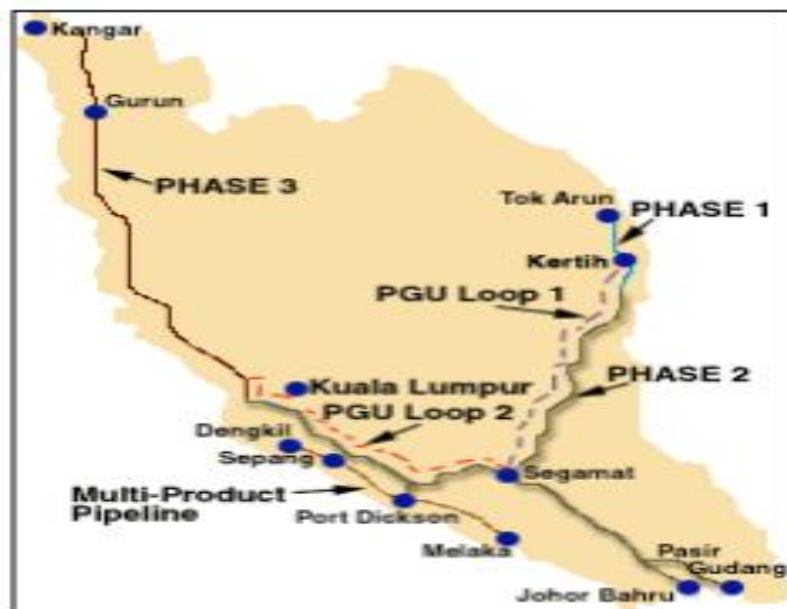 Kangar
Gurun
PHASE 3
Tok Arun
PHASE 1
Kertih
PGU Loop 1
PHASE 2
Kuala Lumpur
PGU Loop 2
Dengkil
Sepang
Segamat
Multi-Product
Pipeline
Port Dickson
Melaka
Pasir
Gudang
Johor Bahru